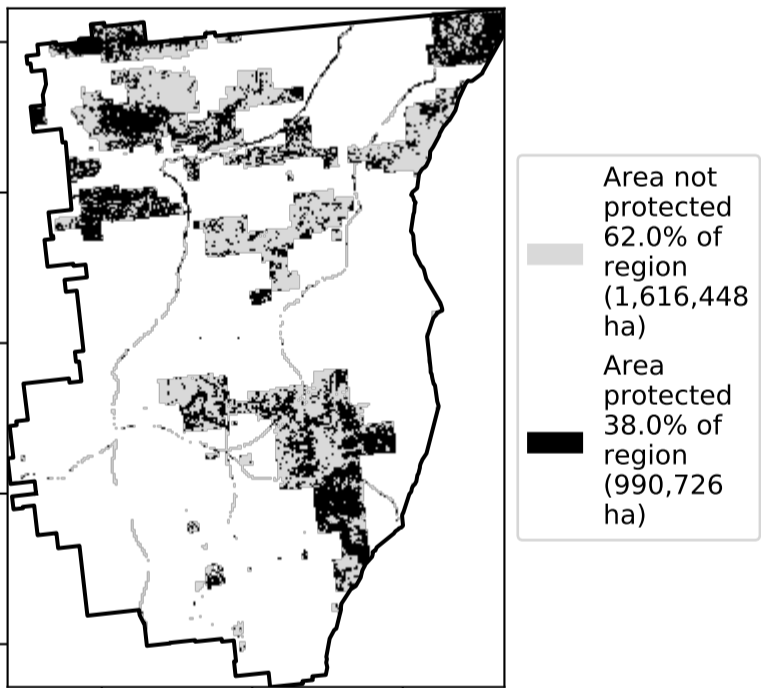 Area not
protected
62.0% of
region
(1,616,448
ha)
Area
protected
38.0% of
region
(990,726
ha)